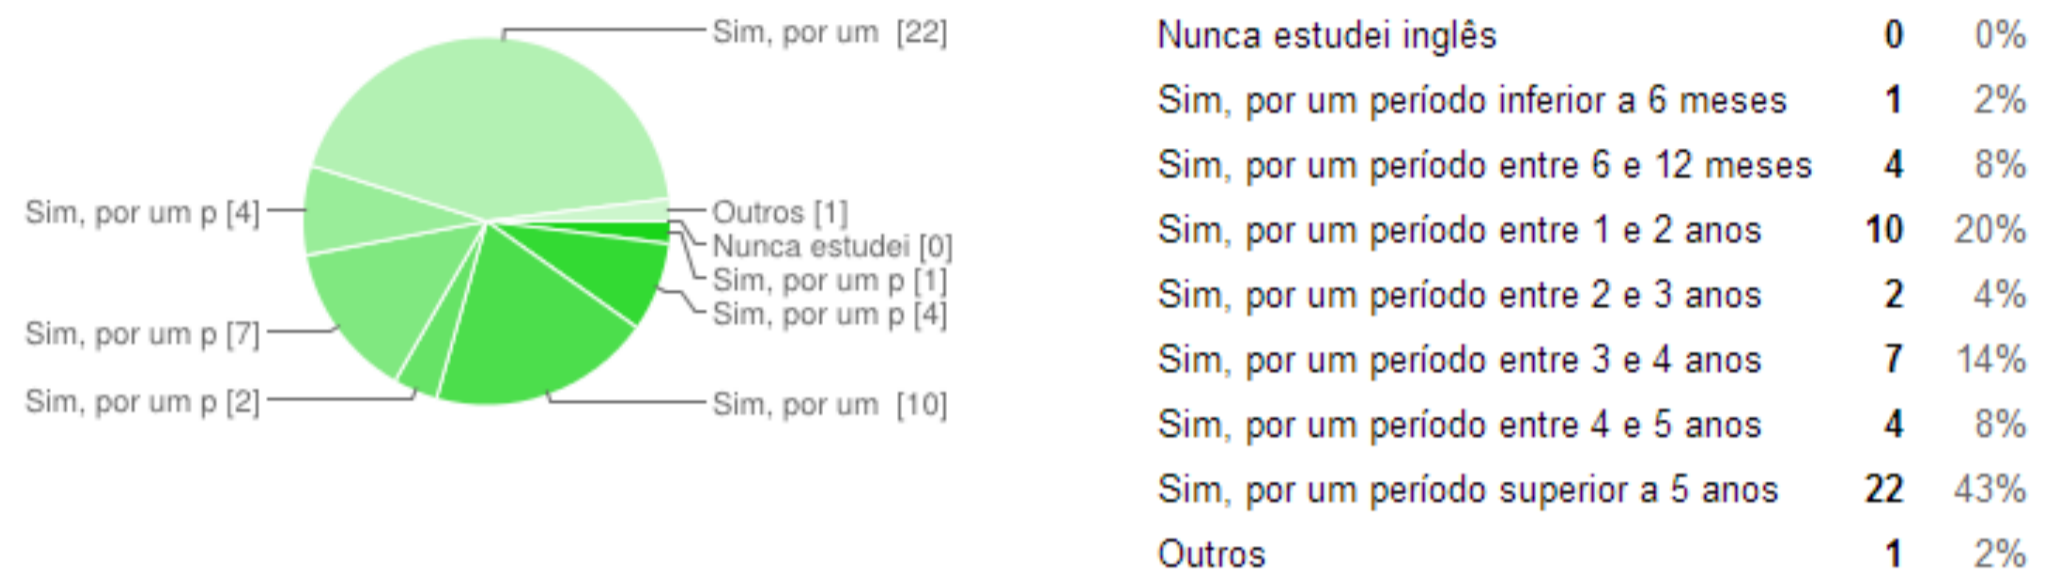 Sim, por um [22]
Sim, por um p [4]
Outros [1]
Nunca estudei [0]
Sim, por um p [1]
Sim, por um p [4]
Sim, por um p [7]
Sim, por um p [2]
Sim, por um [10]
Nunca estudei inglês 0 0%
Sim, por um período inferior a 6 meses 1 2%
Sim, por um período entre 6 e 12 meses 4 8%
Sim, por um período entre 1 e 2 anos 10 20%
Sim, por um período entre 2 e 3 anos 2 4%
Sim, por um período entre 3 e 4 anos 7 14%
Sim, por um período entre 4 e 5 anos 4 8%
Sim, por um período superior a 5 anos 22 43%
Outros 1 2%